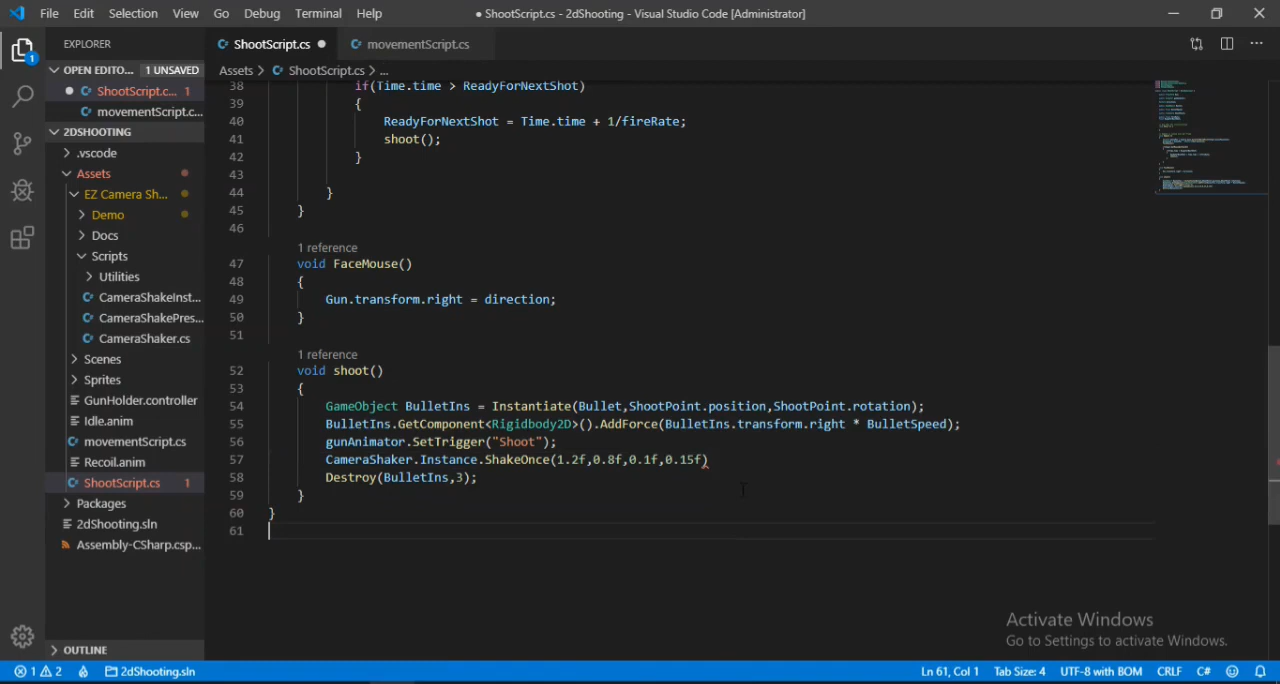 File Edit Selection View Go Debug Terminal Help ● ShootScript.cs - 2dShooting - Visual Studio Code [Administrator]
EXPLORER
OPEN EDITO... 1 UNSAVED
ShootScript.c... 1
movementScript.c...
2DSHOOTING
.vscode
Assets
EZ Camera Sh...
Demo
Docs
Scripts
Utilities
CameraShakeInst...
CameraShakePres...
CameraShaker.cs
Scenes
Sprites
GunHolder.controller
Idle.anim
movementScript.cs
Recoil.anim
ShootScript.cs 1
Packages
2dShooting.sln
Assembly-CSharp.csp...
OUTLINE
1
ShootScript.cs ● movementScript.cs
Assets > ShootScript.cs > ...
38 if(Time.time > ReadyForNextShot)
39 {
40 ReadyForNextShot = Time.time + 1/fireRate;
41 shoot();
42 }
43
44 }
45 }
46
1 reference
47 void FaceMouse()
48 {
49 Gun.transform.right = direction;
50 }
51
1 reference
52 void shoot()
53 {
54 GameObject BulletIns = Instantiate(Bullet,ShootPoint.position,ShootPoint.rotation);
55 BulletIns.GetComponent<Rigidbody2D>().AddForce(BulletIns.transform.right * BulletSpeed);
56 gunAnimator.SetTrigger("Shoot");
57 CameraShaker.Instance.ShakeOnce(1.2f,0.8f,0.1f,0.15f)
58 Destroy(BulletIns,3);
59 }
60 }
61
Activate Windows
Go to Settings to activate Windows.
1 2 2dShooting.sln Ln 61, Col 1 Tab Size: 4 UTF-8 with BOM CRLF C#